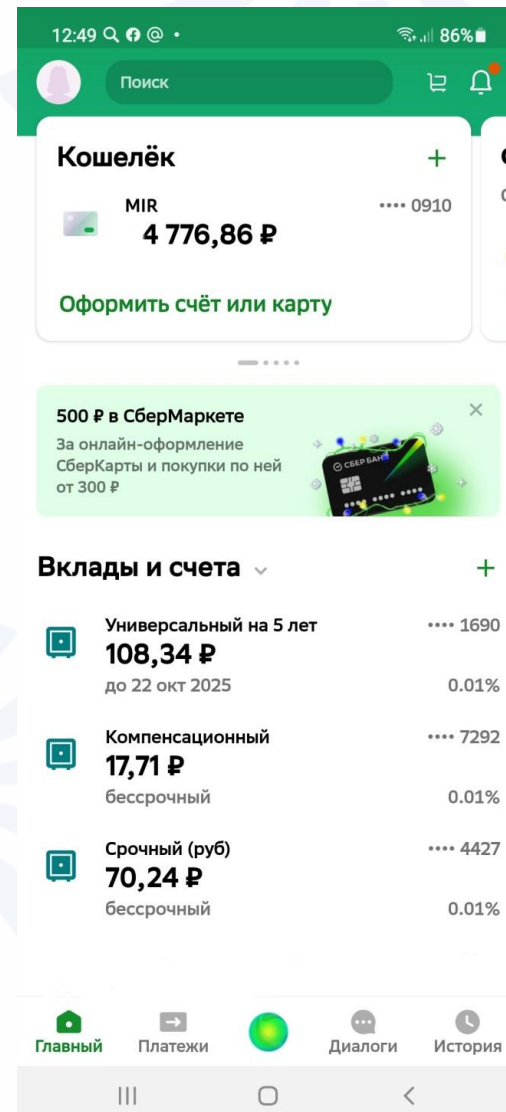 12:49 @ • 86%
Поиск
Кошелёк +
MIR •••• 0910
4 776,86 ₽
Оформить счёт или карту
500 ₽ в СберМаркете
За онлайн-оформление
СберКарты и покупки по ней
от 300 ₽
СБЕР БАНК
Вклады и счета +
Универсальный на 5 лет •••• 1690
108,34 ₽
до 22 окт 2025 0.01%
Компенсационный •••• 7292
17,71 ₽
бессрочный 0.01%
Срочный (руб) •••• 4427
70,24 ₽
бессрочный 0.01%
Главный Платежи Диалоги История